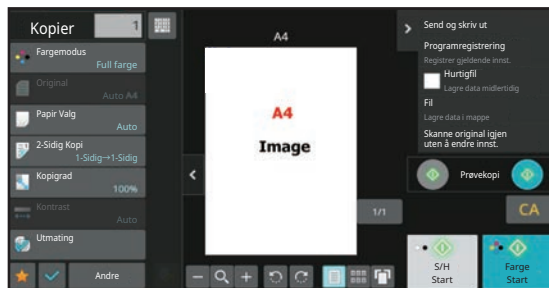 Kopier
1
Fargemodus
Full farge
Original
Auto A4
Papir Valg
Auto
2-Sidig Kopi
1-Sidig→1-Sidig
Kopigrad
100%
Kontrast
Auto
Utmating
Andre
A4
A4
Image
1/1
Send og skriv ut
Programregistrering
Registrer gjeldende innst.
Hurtigfil
Lagre data midlertidig
Fil
Lagre data i mappe
Skanne original igjen
uten å endre innst.
Prøvekopi
CA
S/H
Start
Farge
Start